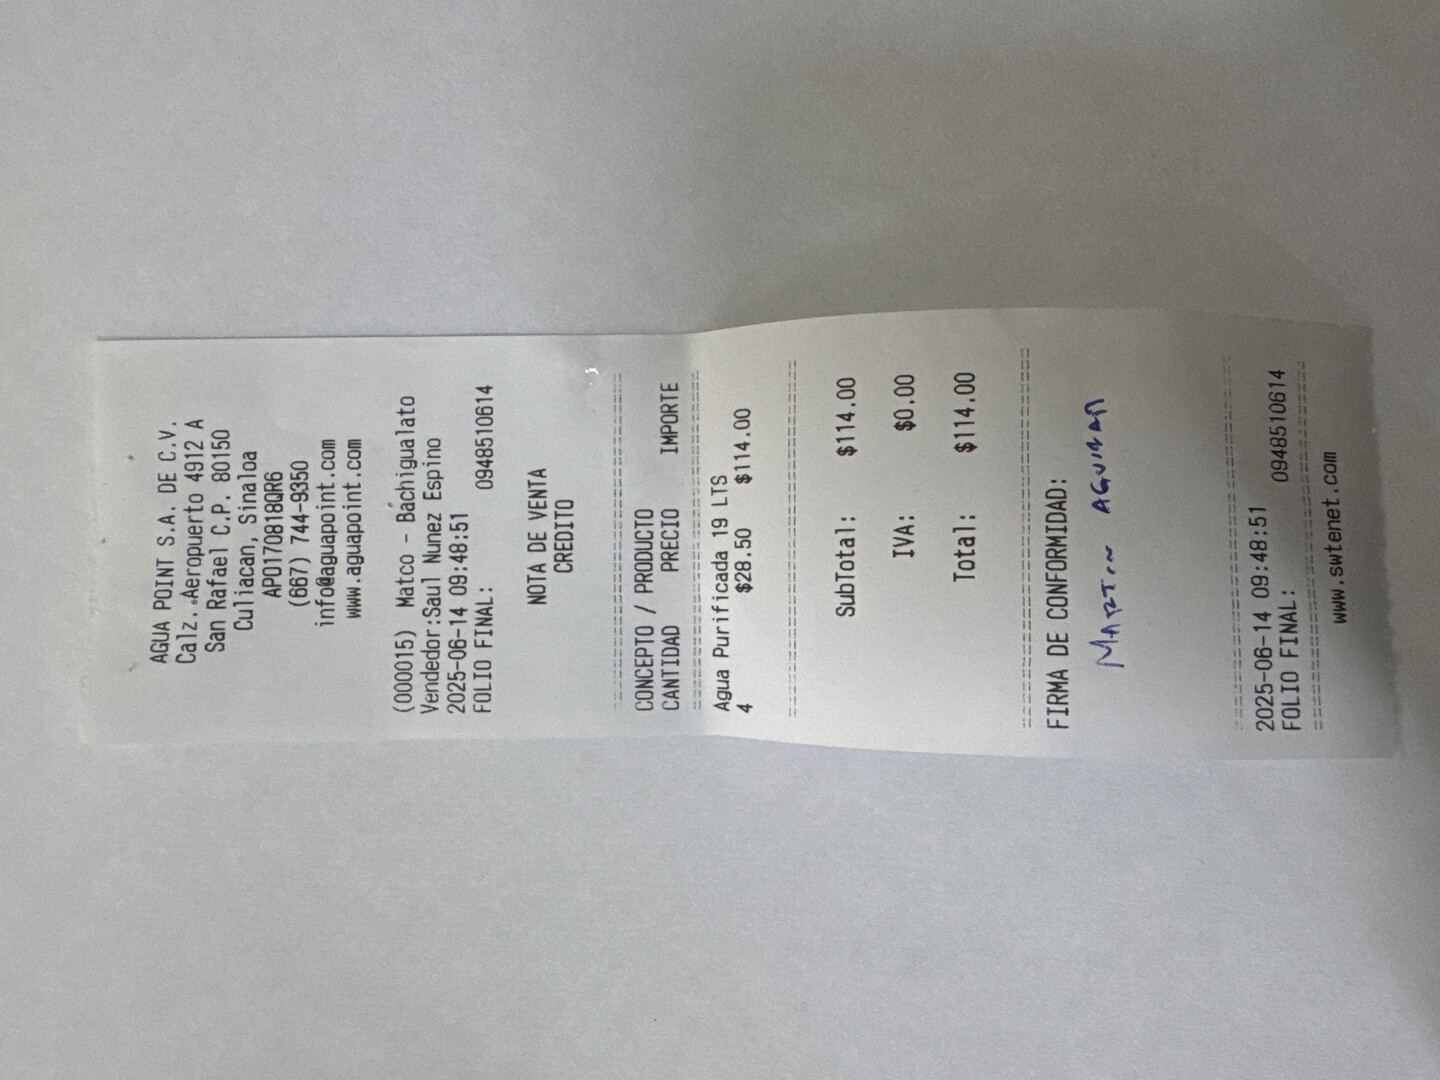 AGUA POINT S.A. DE C.V.
Calz. Aeropuerto 4912 A
San Rafael C.P. 80150
Culiacan, Sinaloa
APO170818QR6
(667) 744-9350
info@aguapoint.com
www.aguapoint.com
(000015) Matco - Bachigualato
Vendedor:Saul Nunez Espino
2025-06-14 09:48:51
FOLIO FINAL: 0948510614
NOTA DE VENTA
CREDITO
CONCEPTO / PRODUCTO
CANTIDAD PRECIO IMPORTE
Agua Purificada 19 LTS
4 $28.50 $114.00
SubTotal: $114.00
IVA: $0.00
Total: $114.00
FIRMA DE CONFORMIDAD:
MARTIN AGUILAR
2025-06-14 09:48:51
FOLIO FINAL: 0948510614
www.swtenet.com